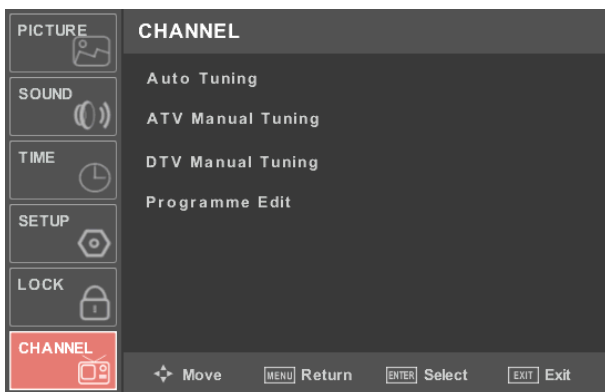 PICTURE
SOUND
TIME
SETUP
LOCK
CHANNEL
CHANNEL
Auto Tuning
ATV Manual Tuning
DTV Manual Tuning
Programme Edit
Move MENU Return ENTER Select EXIT Exit